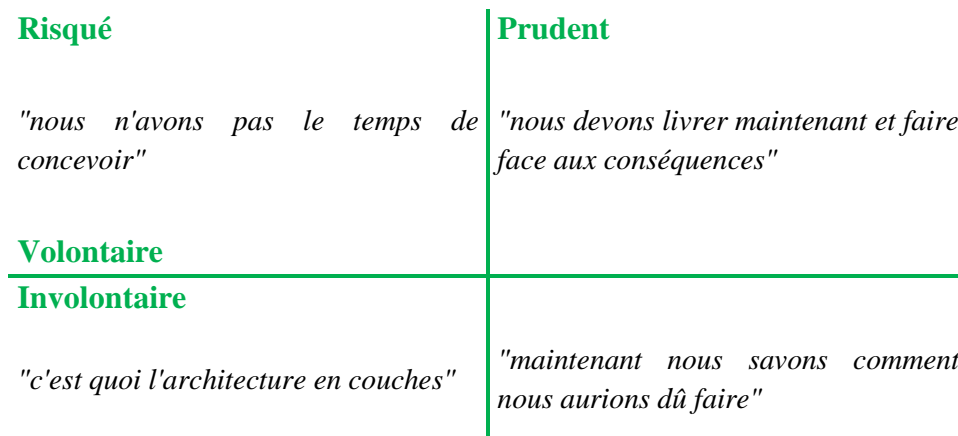 Risqué
Prudent
"nous n'avons pas le temps de
concevoir"
"nous devons livrer maintenant et faire
face aux conséquences"
Volontaire
Involontaire
"c'est quoi l'architecture en couches"
"maintenant nous savons comment
nous aurions dû faire"